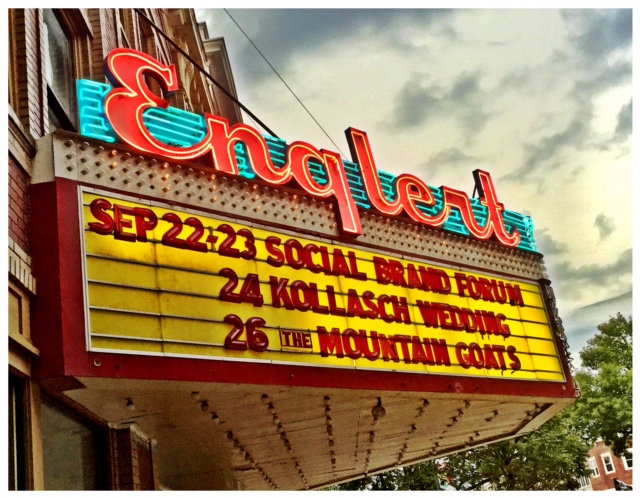 Englert
SEP 22+23 SOCIAL BRAND FORUM
24 KOLLASCH WEDDING
26 THE MOUNTAIN GOATS